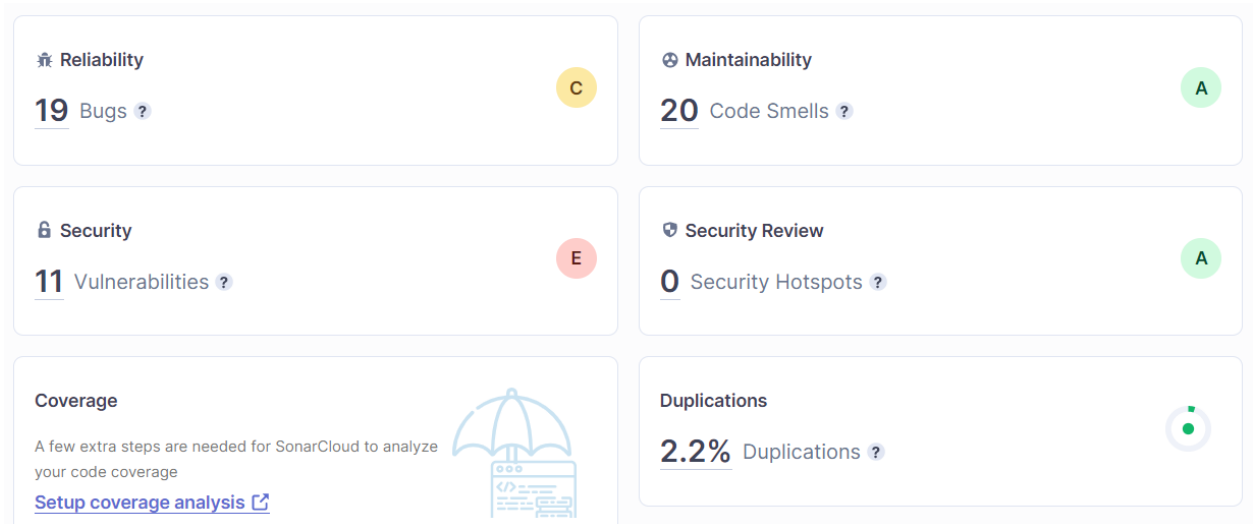 Reliability
19 Bugs ?
C
Maintainability
20 Code Smells ?
A
Security
11 Vulnerabilities ?
E
Security Review
0 Security Hotspots ?
A
Coverage
A few extra steps are needed for SonarCloud to analyze
your code coverage
Setup coverage analysis
</>
Duplications
2.2% Duplications ?